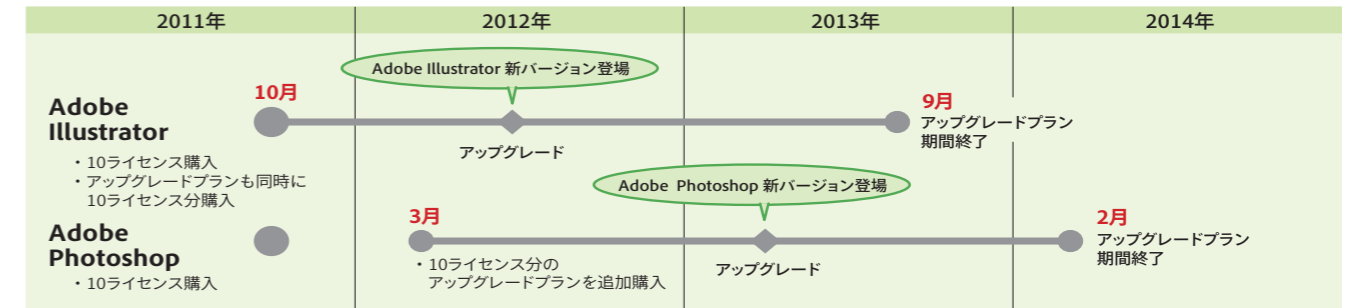 2011年
2012年
2013年
2014年
Adobe Illustrator 新バージョン登場
10月
Adobe
Illustrator
・10ライセンス購入
・アップグレードプランも同時に
10ライセンス分購入
アップグレード
9月
アップグレードプラン
期間終了
Adobe Photoshop 新バージョン登場
Adobe
Photoshop
・10ライセンス購入
3月
・10ライセンス分の
アップグレードプランを追加購入
アップグレード
2月
アップグレードプラン
期間終了